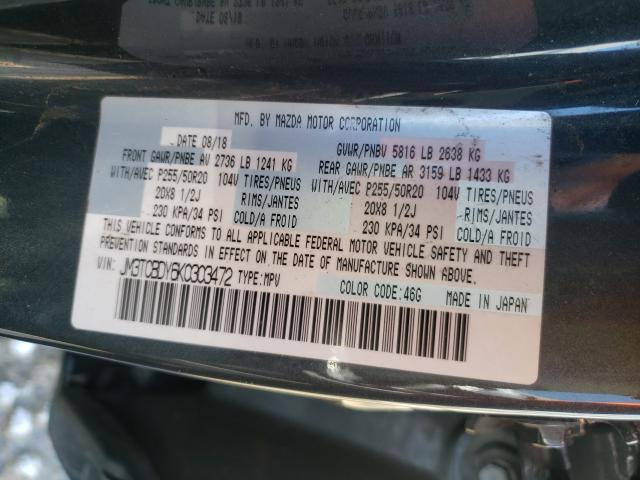 MFD. BY MAZDA MOTOR CORPORATION
DATE 08/18 GVWR/PNBV 5816 LB 2638 KG
FRONT GAWR/PNBE AV 2736 LB 1241 KG REAR GAWR/PNBE AR 3159 LB 1433 KG
WITH/AVEC P255/50R20 104V TIRES/PNEUS WITH/AVEC P255/50R20 104V TIRES/PNEUS
20X8 1/2J RIMS/JANTES 20X8 1/2J RIMS/JANTES
230 KPA/34 PSI COLD/A FROID 230 KPA/34 PSI COLD/A FROID
THIS VEHICLE CONFORMS TO ALL APPLICABLE FEDERAL MOTOR VEHICLE SAFETY AND THEFT
PREVENTION STANDARDS IN EFFECT ON THE DATE OF MANUFACTURE SHOWN ABOVE.
VIN: JM3TCBDY6K0303472 TYPE:MPV
COLOR CODE:46G MADE IN JAPAN